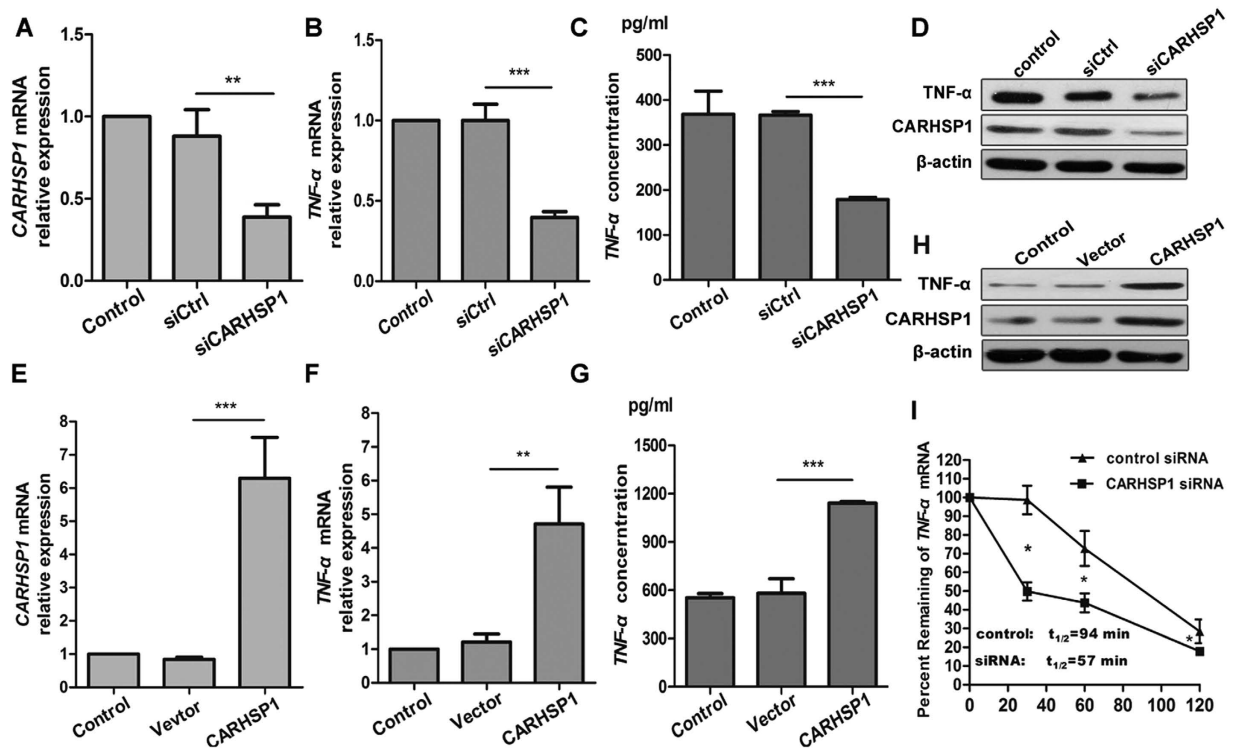 A
CARHSP1 mRNA
relative expression
1.5
1.0
0.5
0.0
**
Control
siCtrl
siCARHSP1
B
TNF-α mRNA
relative expression
1.5
1.0
0.5
0.0
***
Control
siCtrl
siCARHSP1
C
pg/ml
TNF-α concerntration
500
400
300
200
100
0
***
Control
siCtrl
siCARHSP1
D
control
siCtrl
siCARHSP1
TNF-α
CARHSP1
β-actin
H
Control
Vector
CARHSP1
TNF-α
CARHSP1
β-actin
E
CARHSP1 mRNA
relative expression
8
7
6
5
4
3
2
1
0
***
Control
Vevtor
CARHSP1
F
TNF-α mRNA
relative expression
8
7
6
5
4
3
2
1
0
**
Control
Vector
CARHSP1
G
pg/ml
TNF-α concerntration
1500
1200
900
600
300
0
***
Control
Vector
CARHSP1
I
Percent Remaining of TNF-α mRNA
120
110
100
90
80
70
60
50
40
30
20
10
0
control siRNA
CARHSP1 siRNA
*
*
*
control: t1/2=94 min
siRNA: t1/2=57 min
0 20 40 60 80 100 120